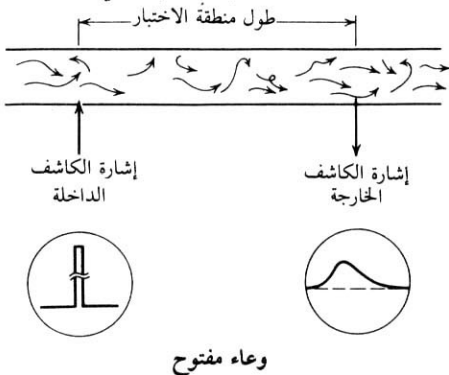 طول منطقة الاختبار
إشارة الكاشف
الداخلة
إشارة الكاشف
الخارجة
وعاء مفتوح